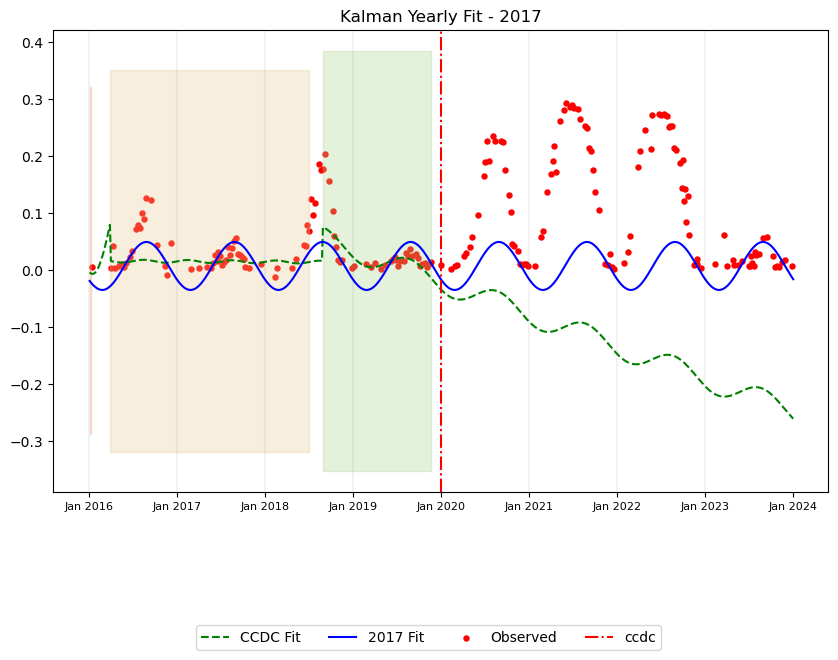 Kalman Yearly Fit - 2017
0.4
0.3
0.2
0.1
0.0
−0.1
−0.2
−0.3
Jan 2016 Jan 2017 Jan 2018 Jan 2019 Jan 2020 Jan 2021 Jan 2022 Jan 2023 Jan 2024
CCDC Fit 2017 Fit Observed ccdc